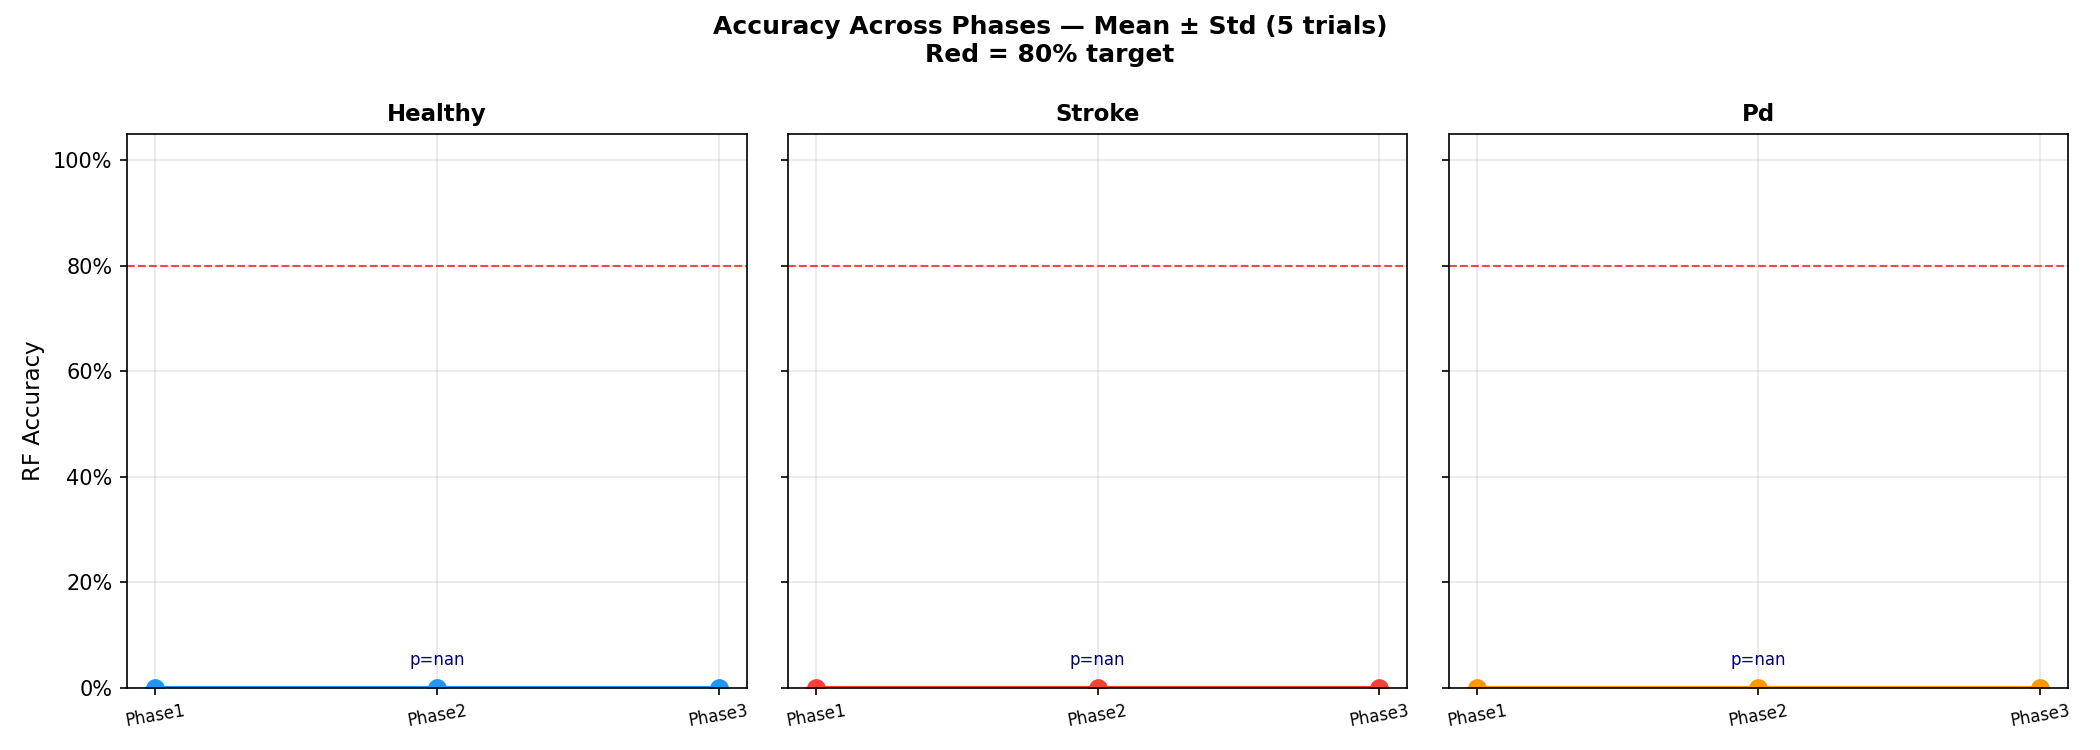 Accuracy Across Phases — Mean ± Std (5 trials)
Red = 80% target
Healthy
Stroke
Pd
RF Accuracy
100%
80%
60%
40%
20%
0%
p=nan
p=nan
p=nan
Phase1
Phase2
Phase3
Phase1
Phase2
Phase3
Phase1
Phase2
Phase3